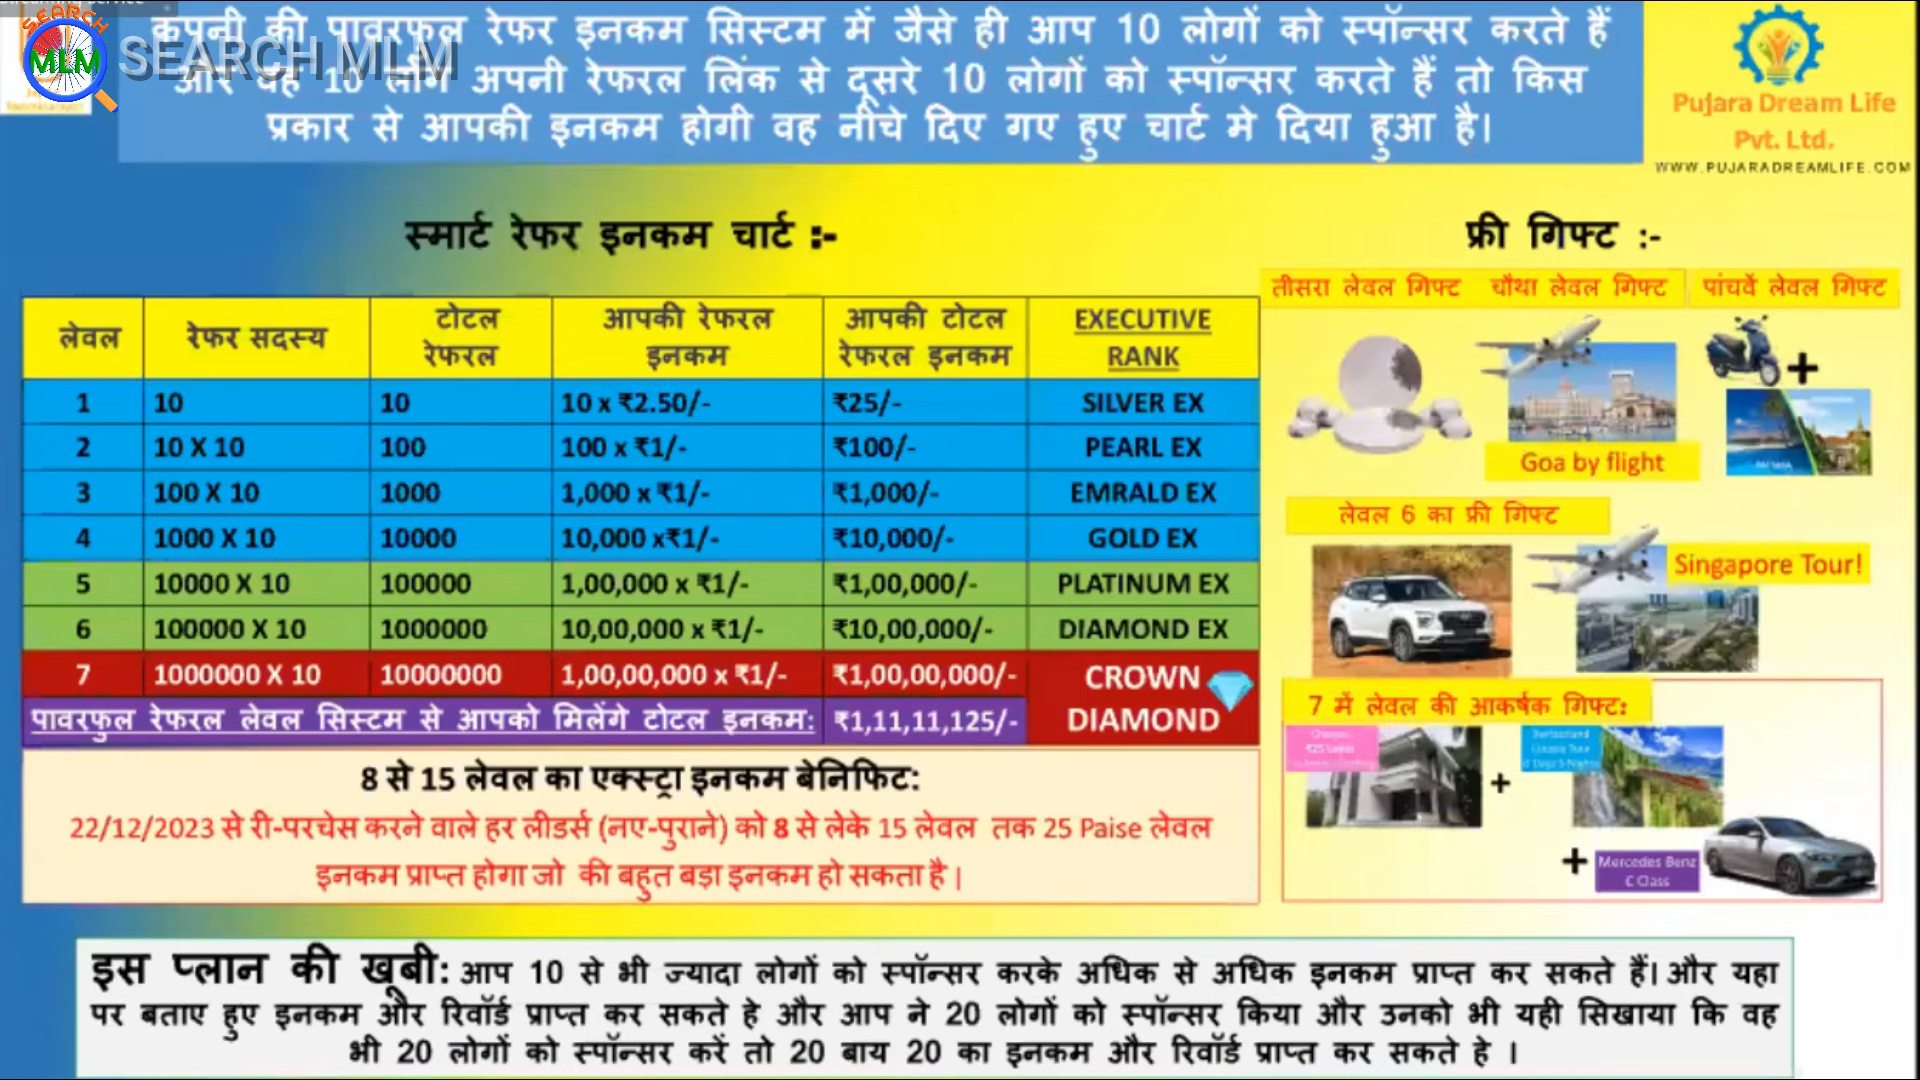 SEARCH MLM
SEARCH MLM
कंपनी की पावरफुल रेफर इनकम सिस्टम में जैसे ही आप 10 लोगों को स्पॉन्सर करते हैं
और वह 10 लोग अपनी रेफरल लिंक से दूसरे 10 लोगों को स्पॉन्सर करते हैं तो किस
प्रकार से आपकी इनकम होगी वह नीचे दिए गए हुए चार्ट मे दिया हुआ है।
Pujara Dream Life
Pvt. Ltd.
WWW.PUJARADREAMLIFE.COM
स्मार्ट रेफर इनकम चार्ट :-
लेवल रेफर सदस्य टोटल रेफरल आपकी रेफरल इनकम आपकी टोटल रेफरल इनकम EXECUTIVE RANK
1 10 10 10 x ₹2.50/- ₹25/- SILVER EX
2 10 X 10 100 100 x ₹1/- ₹100/- PEARL EX
3 100 X 10 1000 1,000 x ₹1/- ₹1,000/- EMRALD EX
4 1000 X 10 10000 10,000 x₹1/- ₹10,000/- GOLD EX
5 10000 X 10 100000 1,00,000 x ₹1/- ₹1,00,000/- PLATINUM EX
6 100000 X 10 1000000 10,00,000 x ₹1/- ₹10,00,000/- DIAMOND EX
7 1000000 X 10 10000000 1,00,00,000 x ₹1/- ₹1,00,00,000/- CROWN DIAMOND
पावरफुल रेफरल लेवल सिस्टम से आपको मिलेंगे टोटल इनकम: ₹1,11,11,125/-
8 से 15 लेवल का एक्स्ट्रा इनकम बेनिफिट:
22/12/2023 से री-परचेस करने वाले हर लीडर्स (नए-पुराने) को 8 से लेके 15 लेवल तक 25 Paise लेवल
इनकम प्राप्त होगा जो की बहुत बड़ा इनकम हो सकता है |
फ्री गिफ्ट :-
तीसरा लेवल गिफ्ट चौथा लेवल गिफ्ट पांचवें लेवल गिफ्ट
+
Goa by flight
लेवल 6 का फ्री गिफ्ट
Singapore Tour!
7 में लेवल की आकर्षक गिफ्ट:
₹25
Switzerland
+
+ Mercedes Benz
C Class
इस प्लान की खूबी: आप 10 से भी ज्यादा लोगों को स्पॉन्सर करके अधिक से अधिक इनकम प्राप्त कर सकते हैं। और यहा
पर बताए हुए इनकम और रिवॉर्ड प्राप्त कर सकते हे और आप ने 20 लोगों को स्पॉन्सर किया और उनको भी यही सिखाया कि वह
भी 20 लोगों को स्पॉन्सर करें तो 20 बाय 20 का इनकम और रिवॉर्ड प्राप्त कर सकते हे ।